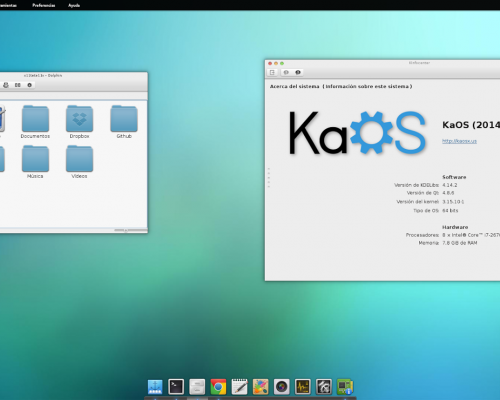 Preferencias Ayuda
Documentos Dropbox Github
Música Vídeos
Acerca del sistema ( Información sobre este sistema )
KaOS
KaOS (2014
http://kaosx.us
Software
Versión de KDELibs 4.14.2
Versión de Qt 4.8.6
Versión del kernel 3.15.10-1
Tipo de OS 64 bits
Hardware
Procesadores 8 x Intel® Core™ i7-267
Memoria 7.8 GiB de RAM